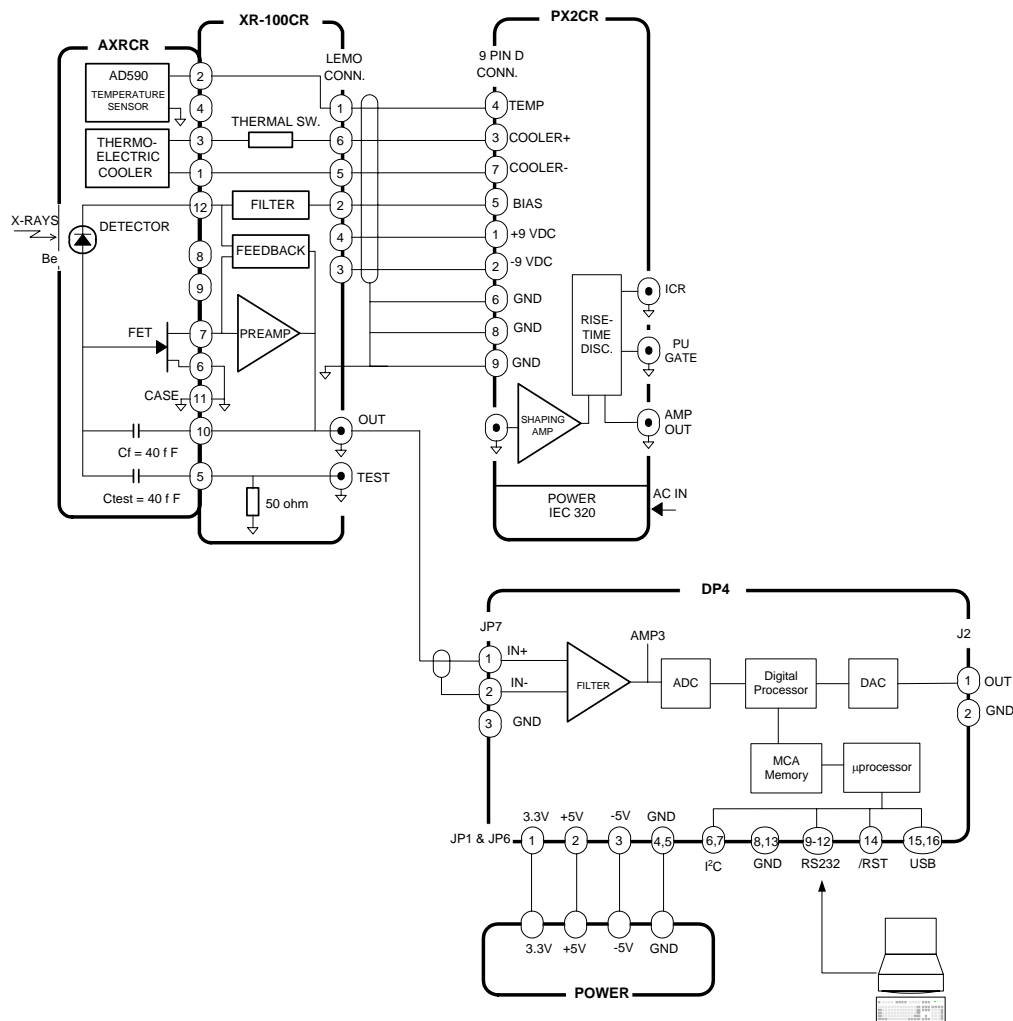 XR-100CR
PX2CR
AXRCR
LEMO
CONN.
9 PIN D
CONN.
AD590
TEMPERATURE
SENSOR
2
4
1
4
TEMP
THERMAL SW.
THERMO-
ELECTRIC
COOLER
3
6
3
COOLER+
1
5
7
COOLER-
12
FILTER
2
5
BIAS
X-RAYS
DETECTOR
Be
8
FEEDBACK
4
1
+9 VDC
9
3
2
-9 VDC
6
GND
ICR
FET
7
PREAMP
8
GND
RISE-
TIME
DISC.
PU
GATE
6
9
GND
CASE
11
10
OUT
SHAPING
AMP
AMP
OUT
Cf = 40 f F
5
TEST
Ctest = 40 f F
50 ohm
POWER
IEC 320
AC IN
DP4
JP7
AMP3
J2
1
IN+
2
IN-
3
GND
FILTER
ADC
Digital
Processor
DAC
1
OUT
2
GND
MCA
Memory
µprocessor
3.3V
+5V
-5V
GND
JP1 & JP6
1
2
3
4,5
6,7
8,13
9-12
14
15,16
I²C
GND
RS232
/RST
USB
3.3V
+5V
-5V
GND
POWER